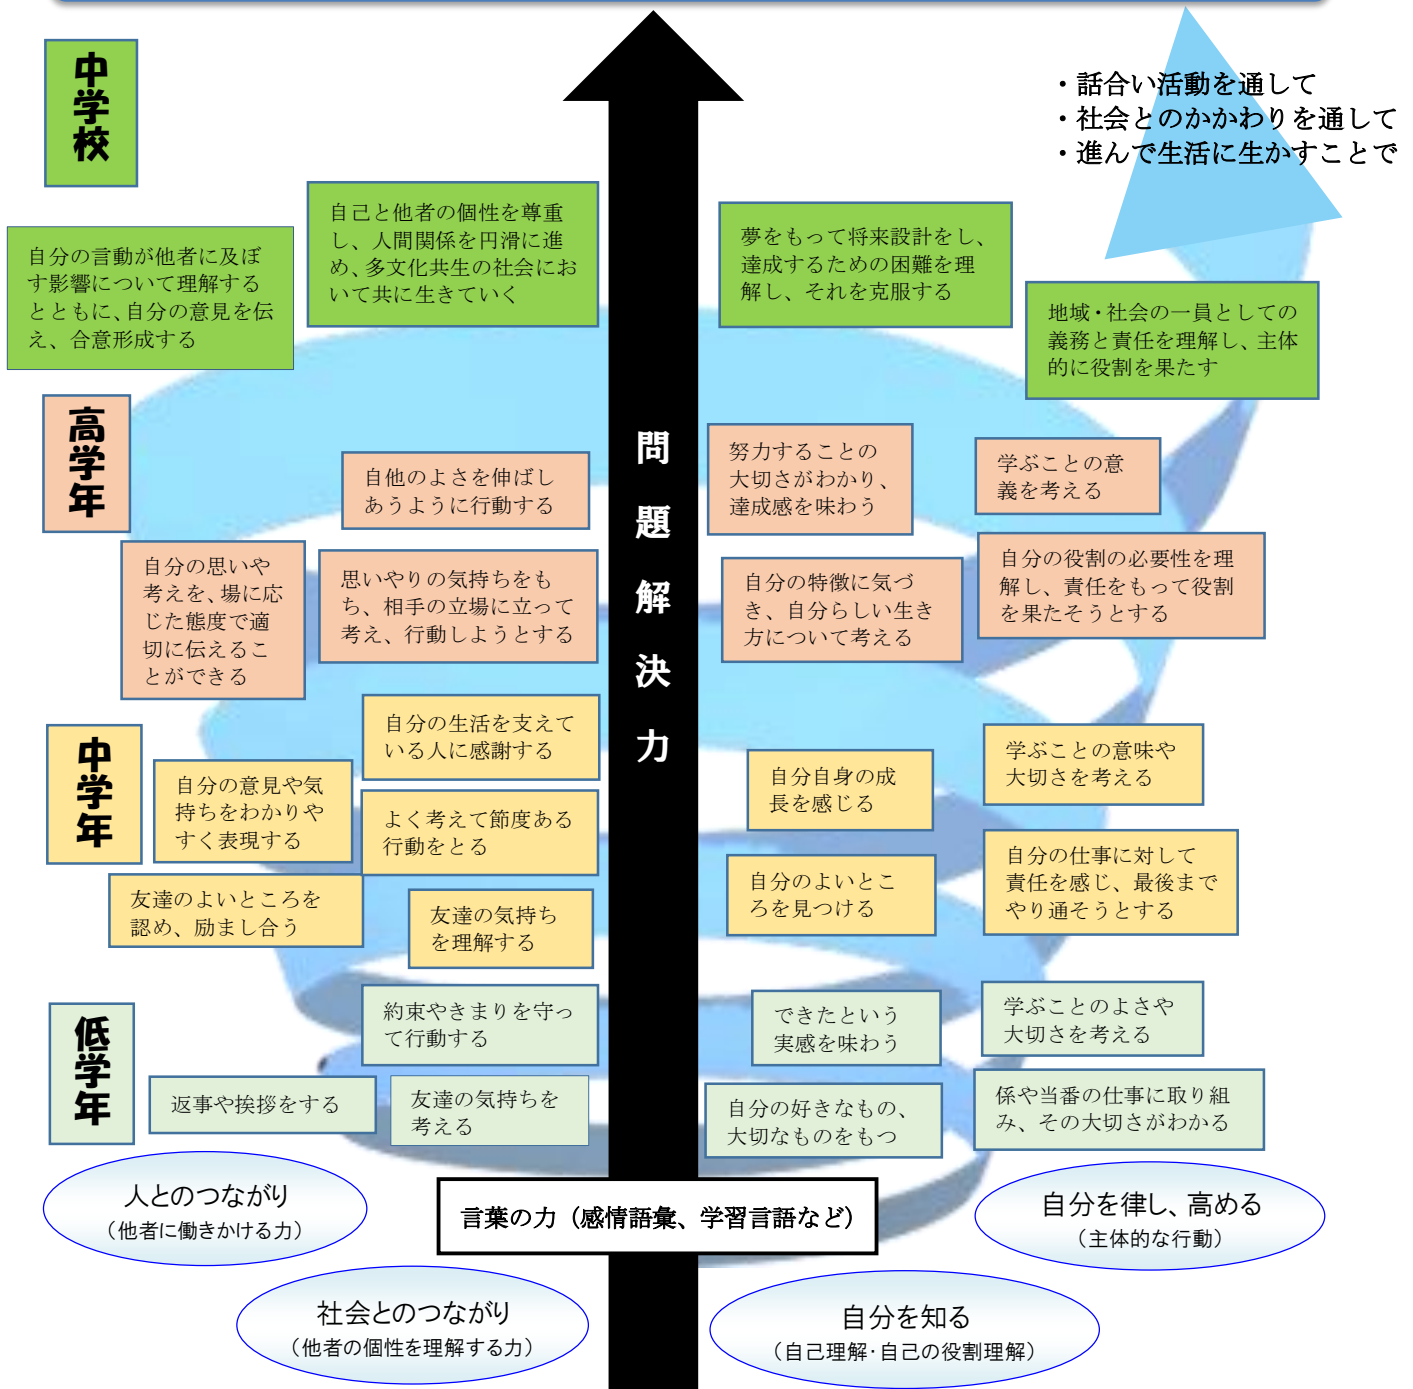 中学校
・話合い活動を通して
・社会とのかかわりを通して
・進んで生活に生かすことで
自分の言動が他者に及ぼ
す影響について理解する
とともに、自分の意見を伝
え、合意形成する
自己と他者の個性を尊重
し、人間関係を円滑に進
め、多文化共生の社会にお
いて共に生きていく
夢をもって将来設計をし、
達成するための困難を理
解し、それを克服する
地域・社会の一員としての
義務と責任を理解し、主体
的に役割を果たす
問題解決力
高学年
自他のよさを伸ばし
あうように行動する
努力することの
大切さがわかり、
達成感を味わう
学ぶことの意
義を考える
自分の思いや
考えを、場に応
じた態度で適
切に伝えるこ
とができる
思いやりの気持ちをも
ち、相手の立場に立って
考え、行動しようとする
自分の特徴に気づ
き、自分らしい生き
方について考える
自分の役割の必要性を理
解し、責任をもって役割
を果たそうとする
中学年
自分の生活を支えて
いる人に感謝する
自分の意見や気
持ちをわかりや
すく表現する
よく考えて節度ある
行動をとる
自分自身の成
長を感じる
学ぶことの意味や
大切さを考える
友達のよいところを
認め、励まし合う
友達の気持ち
を理解する
自分のよいとこ
ろを見つける
自分の仕事に対して
責任を感じ、最後まで
やり通そうとする
低学年
約束やきまりを守っ
て行動する
できたという
実感を味わう
学ぶことのよさや
大切さを考える
返事や挨拶をする
友達の気持ちを
考える
自分の好きなもの、
大切なものをもつ
係や当番の仕事に取り組
み、その大切さがわかる
人とのつながり
（他者に働きかける力）
言葉の力（感情語彙、学習言語など）
自分を律し、高める
（主体的な行動）
社会とのつながり
（他者の個性を理解する力）
自分を知る
（自己理解・自己の役割理解）